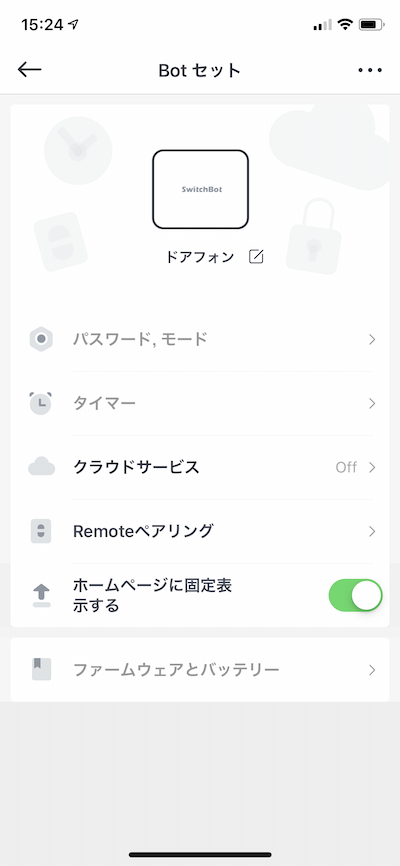 15:24
Bot セット
SwitchBot
ドアフォン
パスワード, モード
タイマー
クラウドサービス Off
Remoteペアリング
ホームページに固定表
示する
ファームウェアとバッテリー